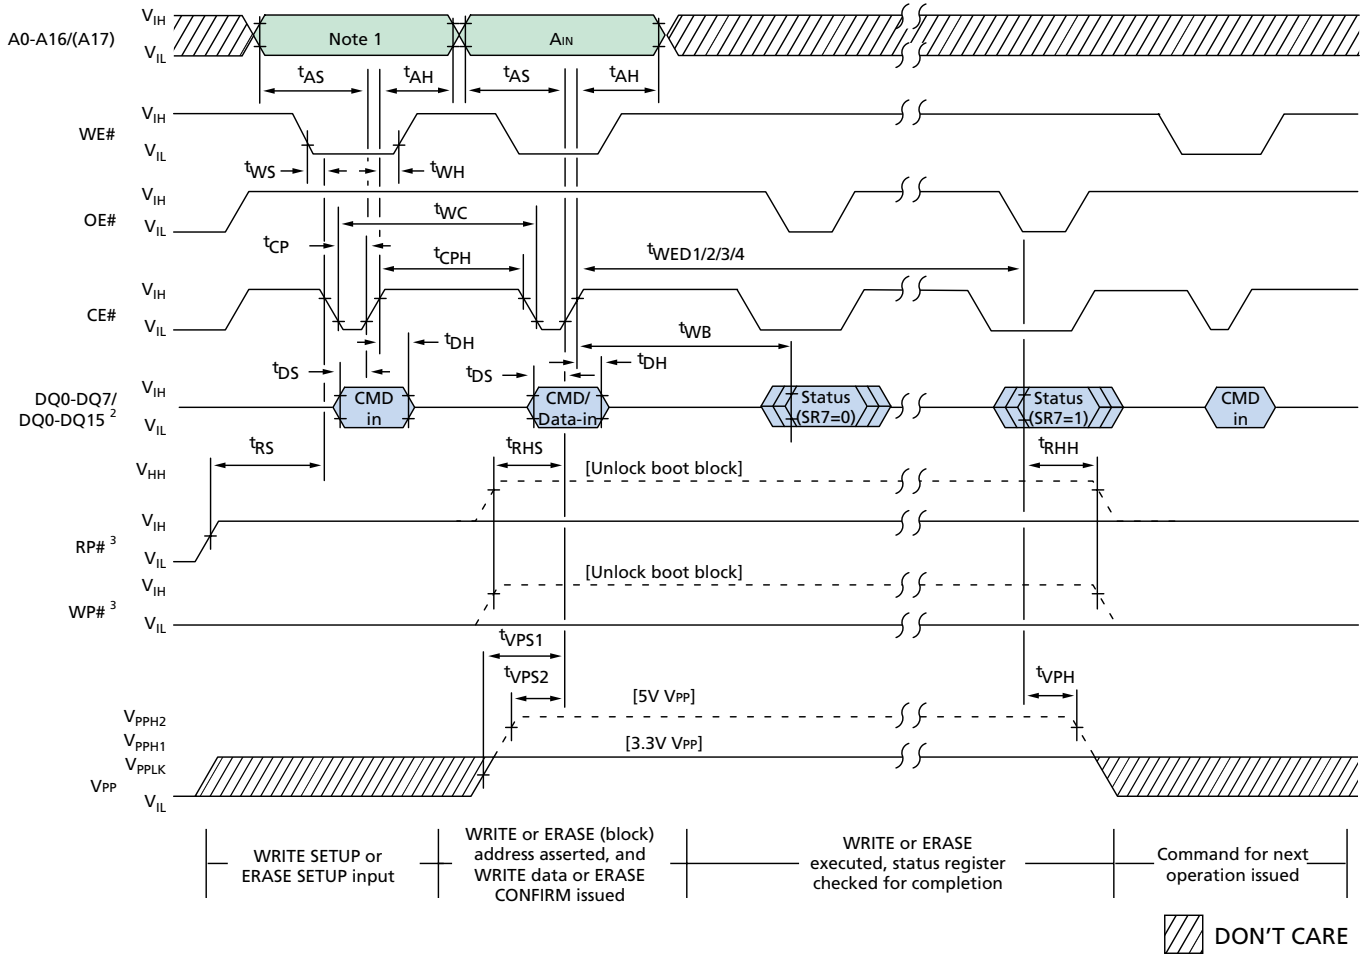 VIH
A0-A16/(A17)
Note 1
AIN
VIL
tAS
tAH
tAS
tAH
VIH
WE#
VIL
tWS
tWH
VIH
OE#
VIL
tWC
tCP
tCPH
tWED1/2/3/4
VIH
CE#
VIL
tWB
tDH
tDH
tDS
tDS
VIH
DQ0-DQ7/
DQ0-DQ15 2
VIL
CMD
in
CMD/
Data-in
Status
(SR7=0)
Status
(SR7=1)
CMD
in
tRS
tRHS
[Unlock boot block]
tRHH
VHH
VIH
RP# 3
VIL
[Unlock boot block]
VIH
WP# 3
VIL
tVPS1
tVPS2
tVPH
[5V VPP]
VPPH2
VPPH1
[3.3V VPP]
VPPLK
VPP
VIL
WRITE SETUP or
ERASE SETUP input
WRITE or ERASE (block)
address asserted, and
WRITE data or ERASE
CONFIRM issued
WRITE or ERASE
executed, status register
checked for completion
Command for next
operation issued
DON'T CARE